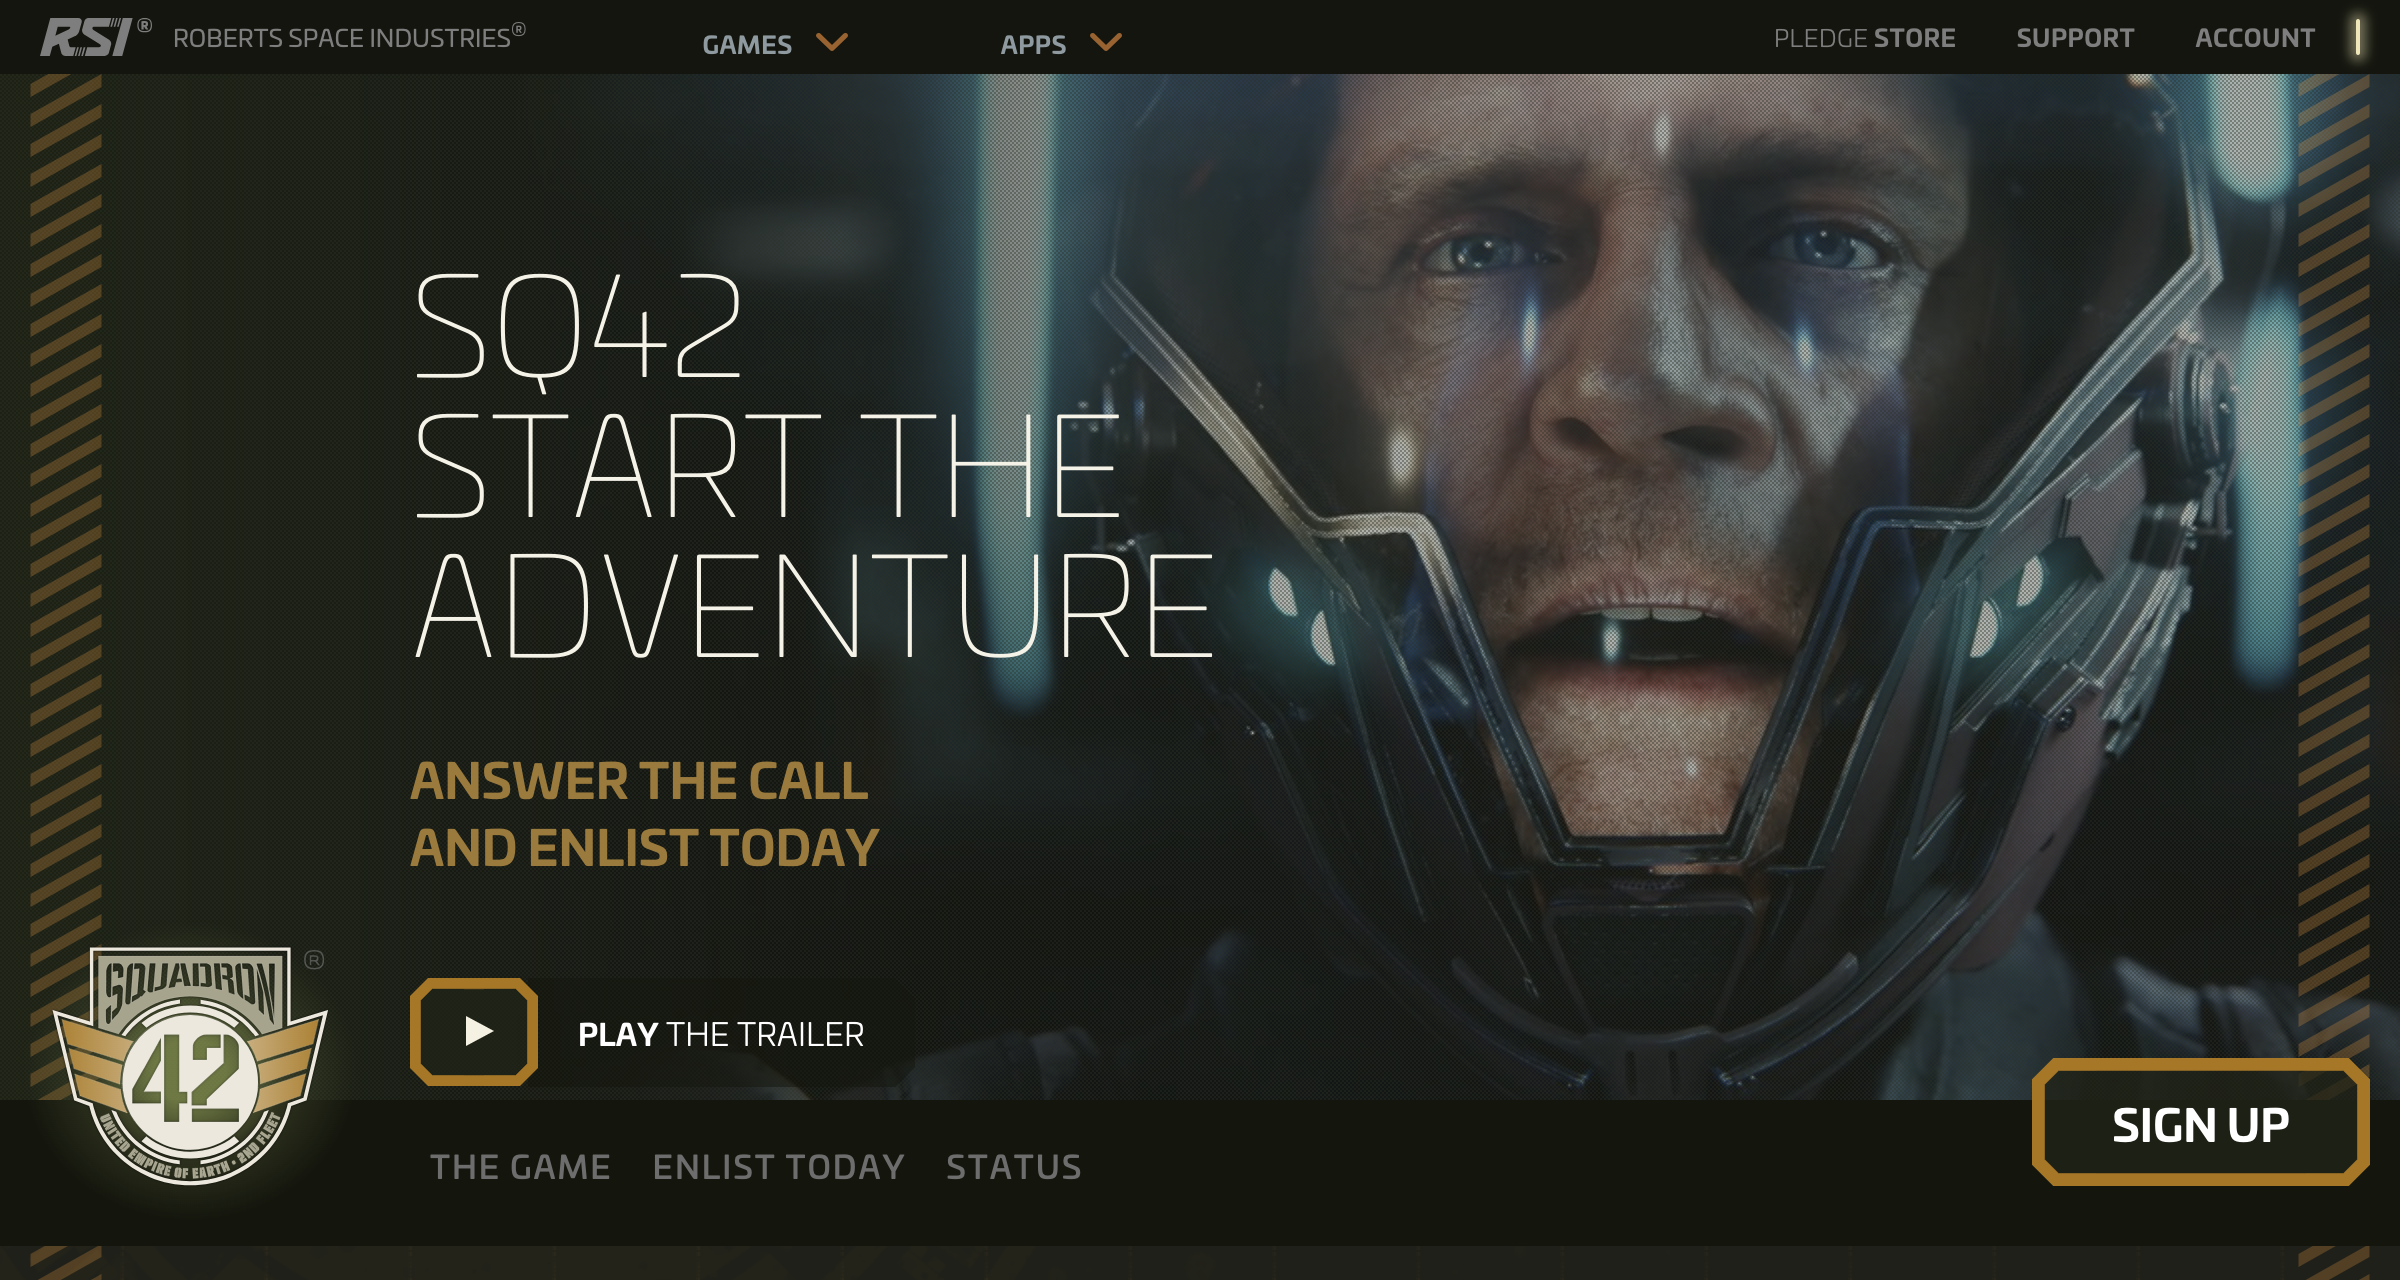 RSI®
ROBERTS SPACE INDUSTRIES®
GAMES
APPS
PLEDGE STORE
SUPPORT
ACCOUNT
SQ42
START THE
ADVENTURE
ANSWER THE CALL
AND ENLIST TODAY
PLAY THE TRAILER
SQUADRON ®
42
UNITED EMPIRE OF EARTH • 2ND FLEET
THE GAME
ENLIST TODAY
STATUS
SIGN UP